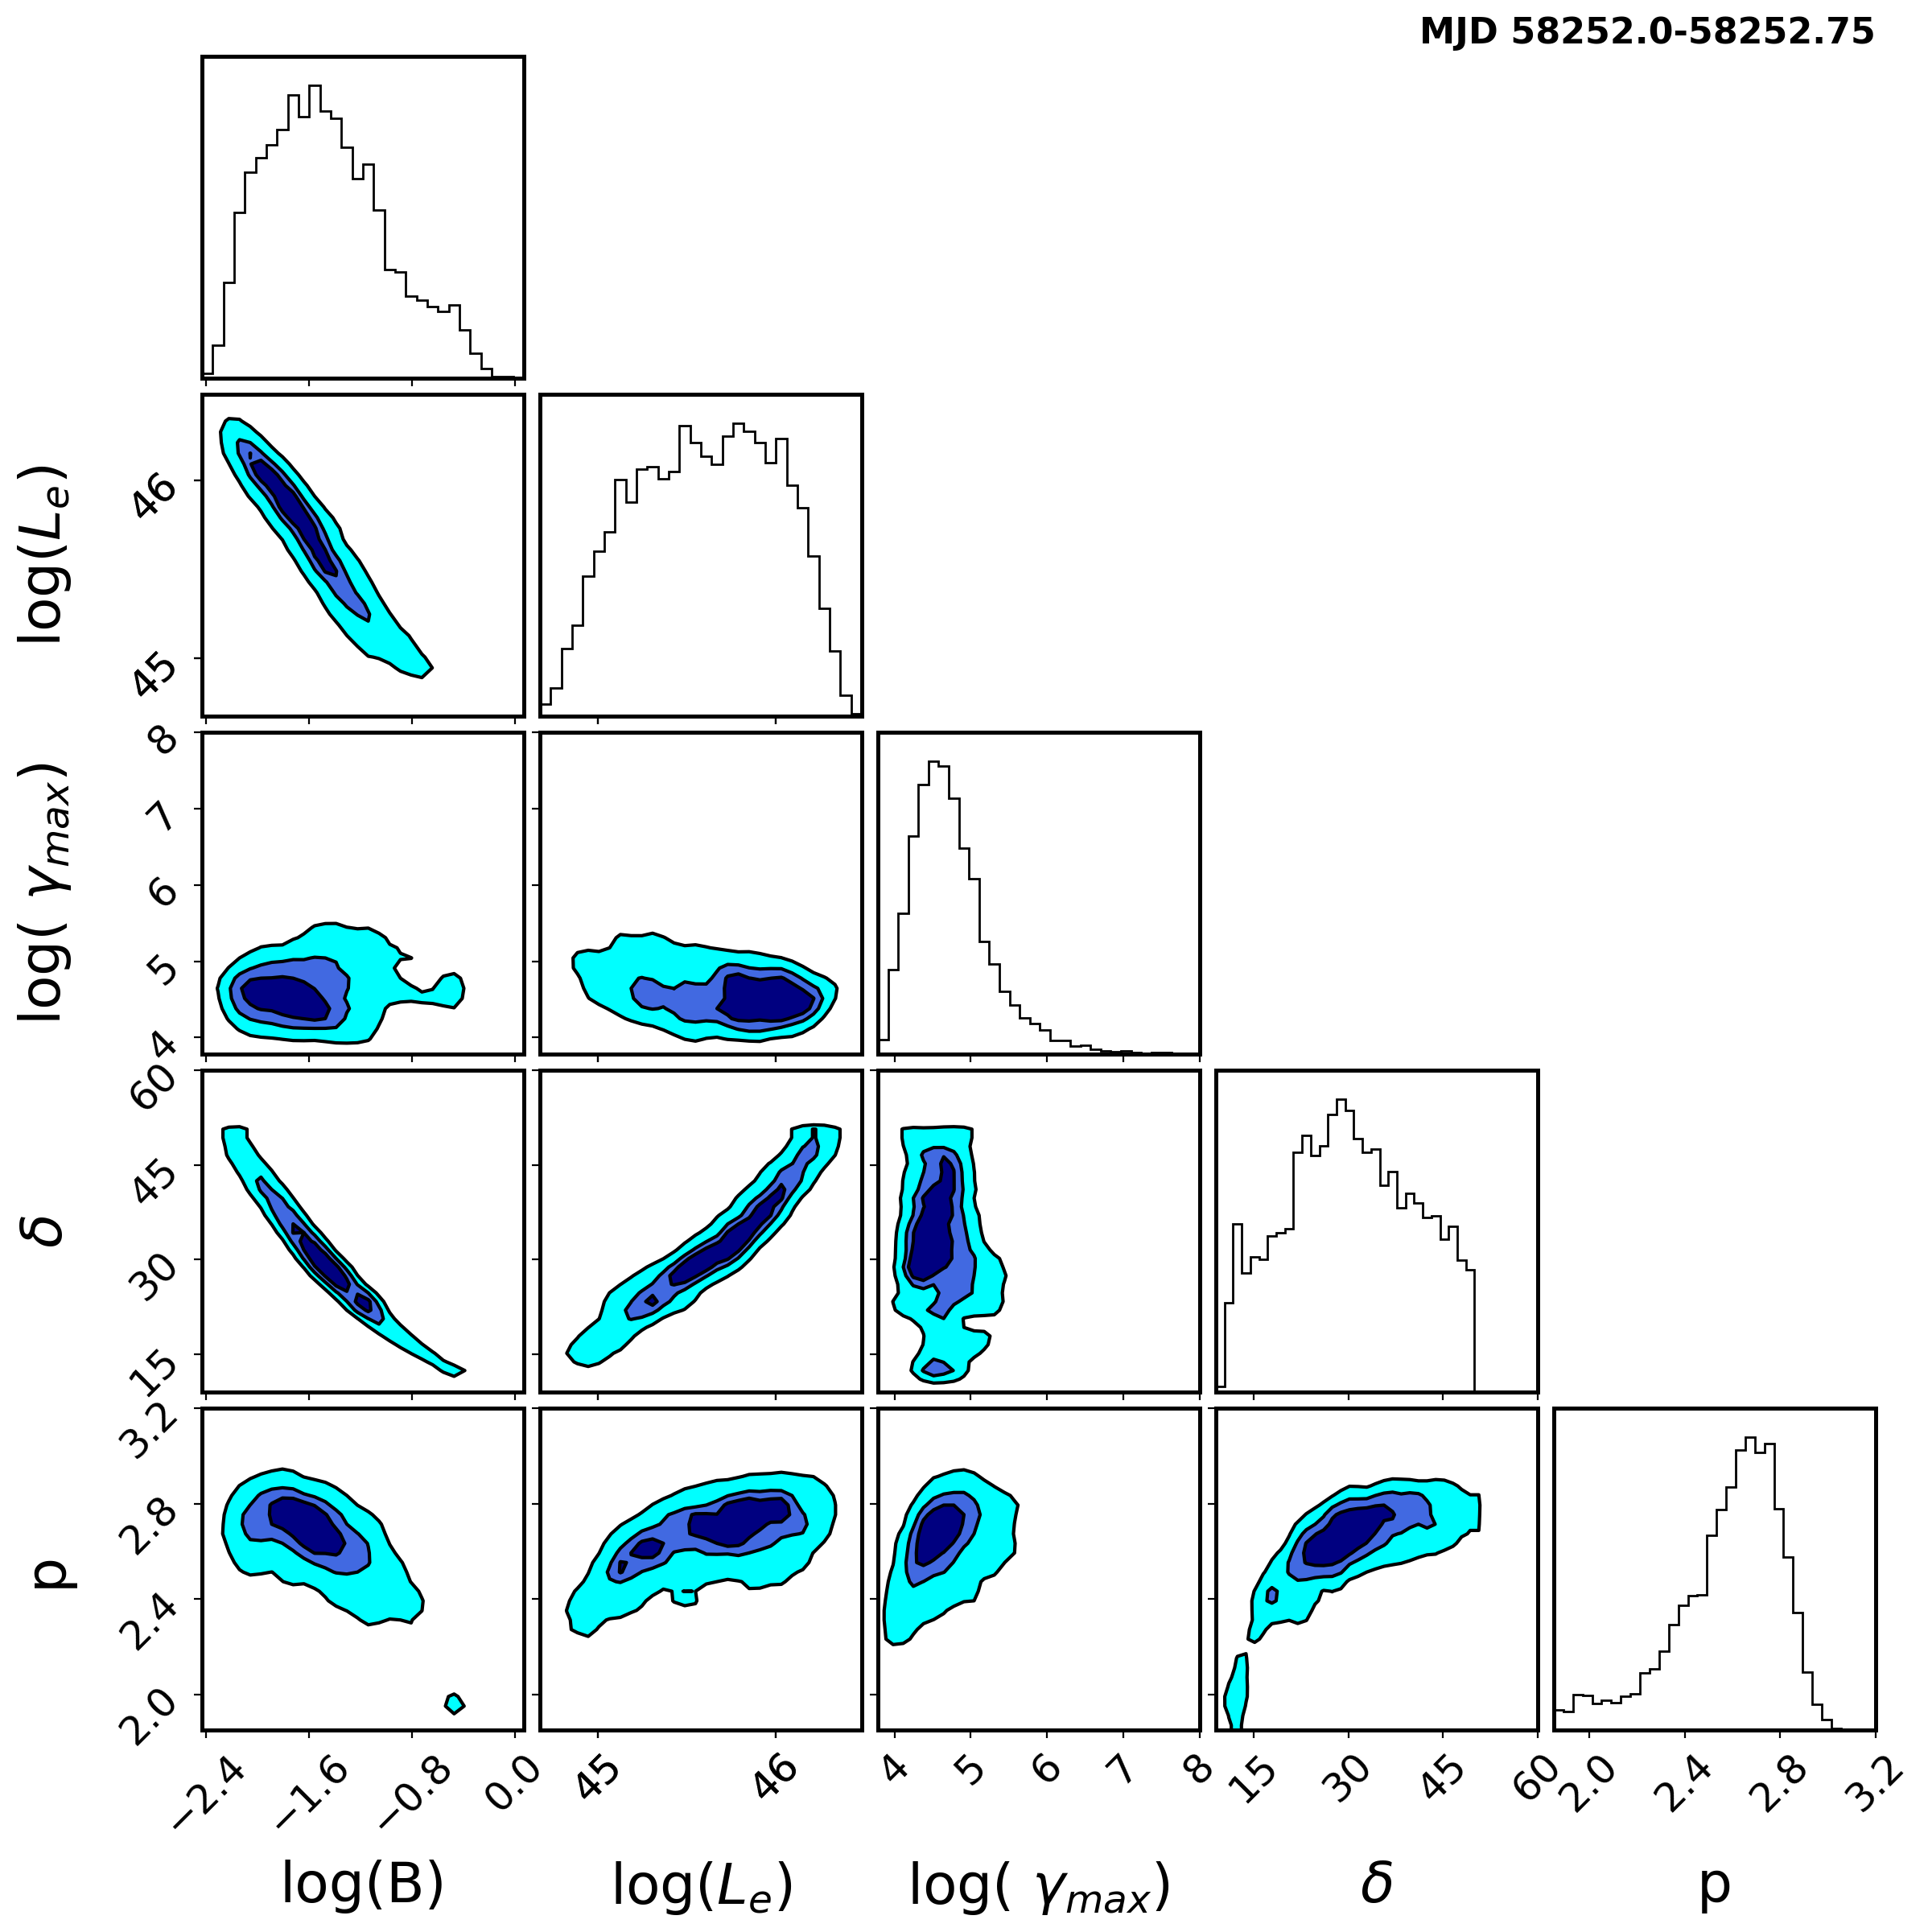 MJD 58252.0-58252.75
log(Lₑ)
46
45
log( γₘₐₓ)
8
7
6
5
4
δ
60
45
30
15
p
3.2
2.8
2.4
2.0
−2.4 −1.6 −0.8 0.0 45 46 4 5 6 7 8 15 30 45 60 2.0 2.4 2.8 3.2
log(B) log(Lₑ) log( γₘₐₓ) δ p